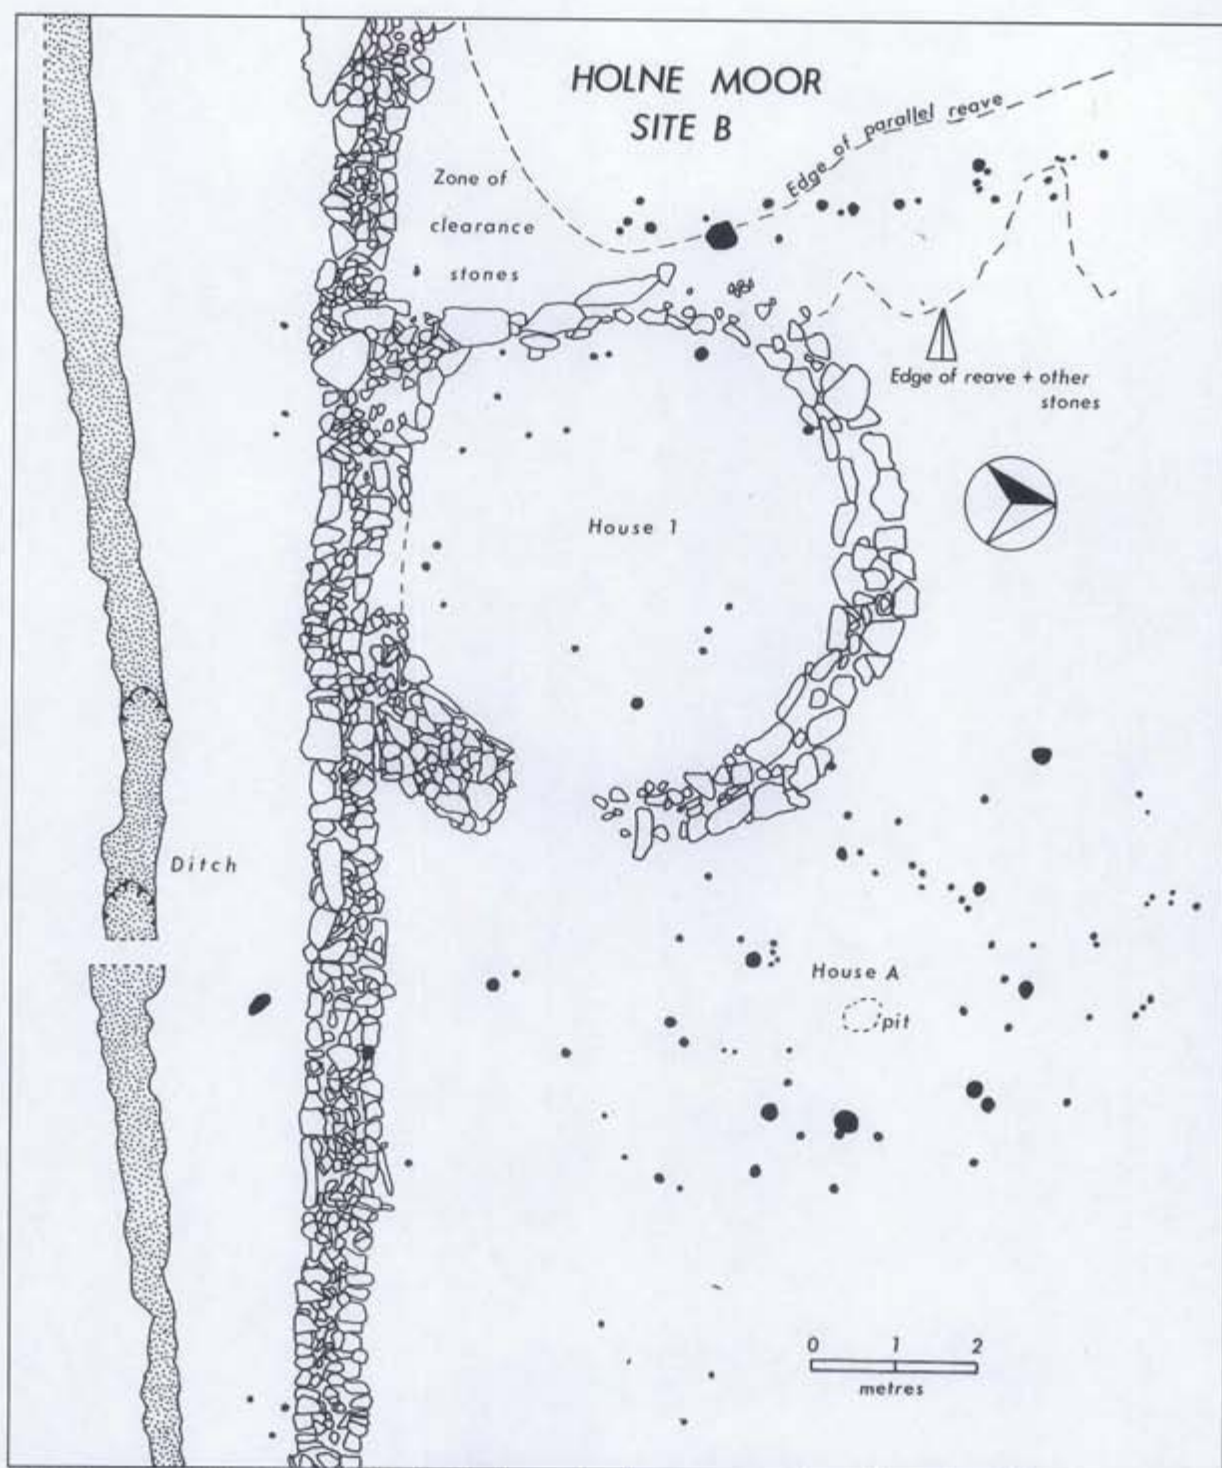 HOLNE MOOR
SITE B
Edge of parallel reave
Zone of
clearance
stones
Edge of reave + other
stones
House 1
Ditch
House A
pit
0 1 2
metres